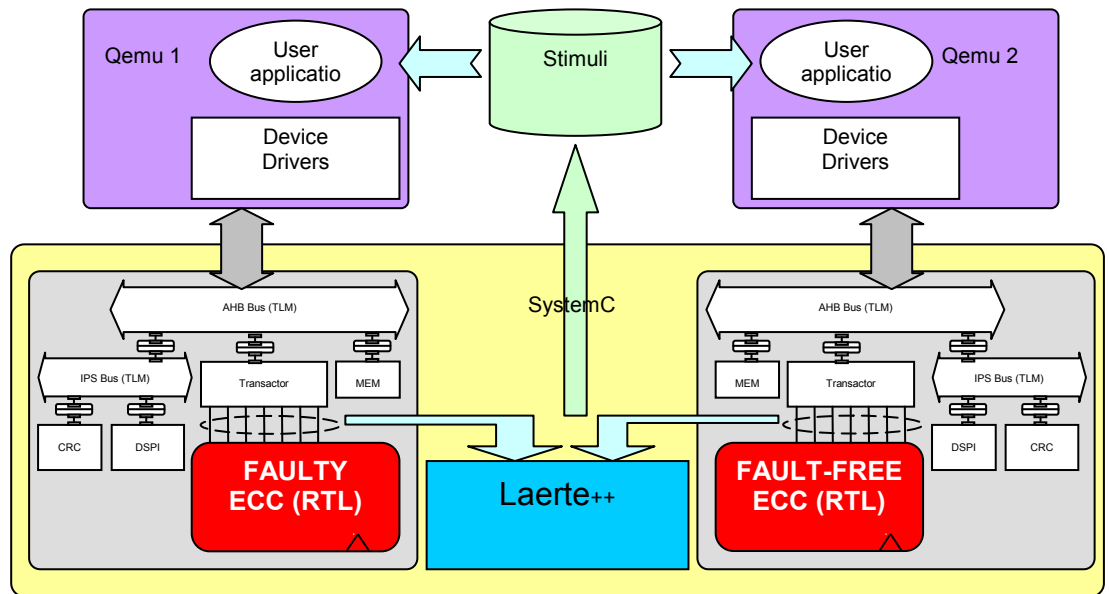 Qemu 1
User
applicatio
Device
Drivers
Stimuli
User
applicatio
Qemu 2
Device
Drivers
SystemC
AHB Bus (TLM)
IPS Bus (TLM)
Transactor
MEM
CRC
DSPI
FAULTY
ECC (RTL)
Laerte++
AHB Bus (TLM)
MEM
Transactor
IPS Bus (TLM)
DSPI
CRC
FAULT-FREE
ECC (RTL)